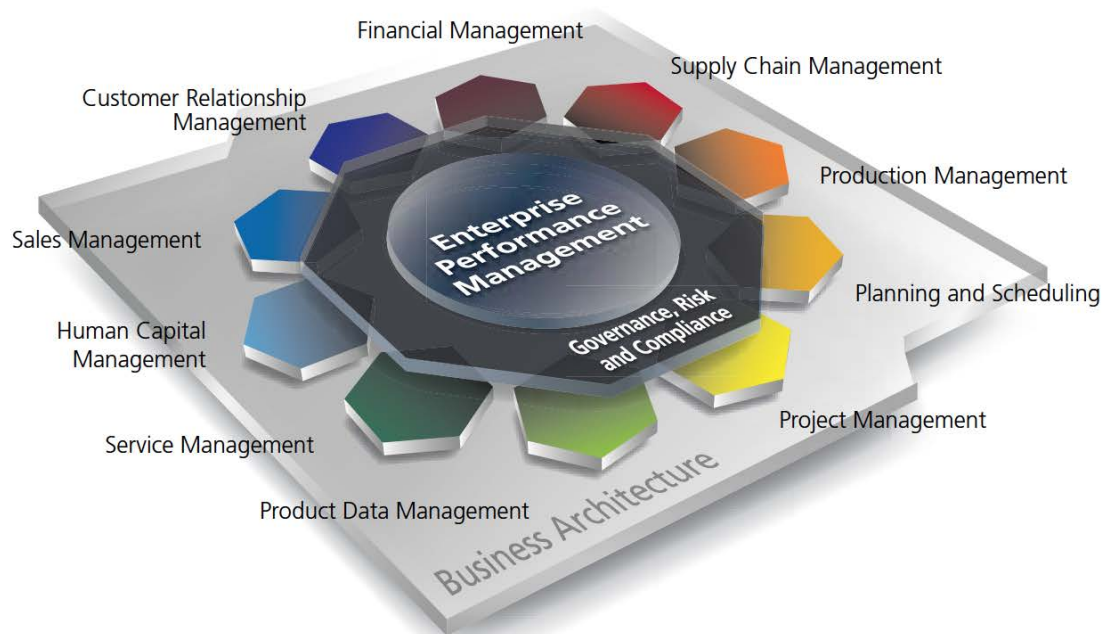 Financial Management
Supply Chain Management
Customer Relationship
Management
Production Management
Sales Management
Enterprise
Performance
Management
Planning and Scheduling
Governance, Risk
and Compliance
Human Capital
Management
Project Management
Service Management
Product Data Management
Business Architecture